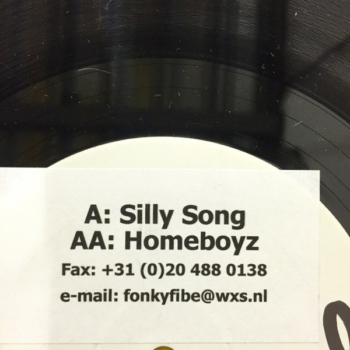 A: Silly Song
AA: Homeboyz
Fax: +31 (0)20 488 0138
e-mail: fonkyfibe@wxs.nl